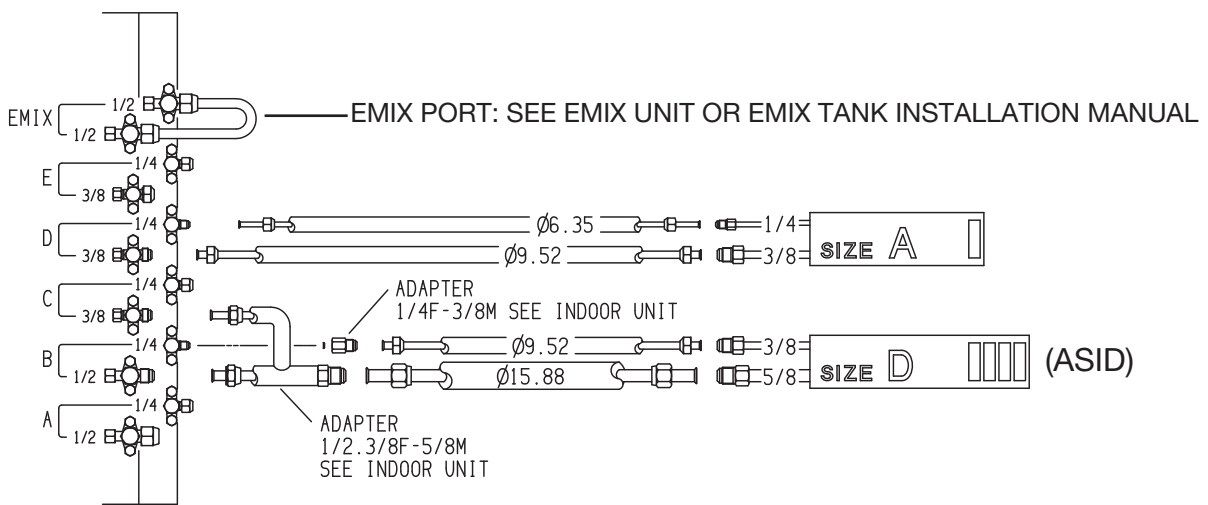 EMIX
1/2
1/2
EMIX PORT: SEE EMIX UNIT OR EMIX TANK INSTALLATION MANUAL
E
1/4
3/8
D
1/4
3/8
Ø6.35
1/4
Ø9.52
3/8
SIZE A
C
1/4
3/8
ADAPTER
1/4F-3/8M SEE INDOOR UNIT
B
1/4
1/2
Ø9.52
3/8
Ø15.88
5/8
SIZE D
(ASID)
A
1/4
1/2
ADAPTER
1/2.3/8F-5/8M
SEE INDOOR UNIT